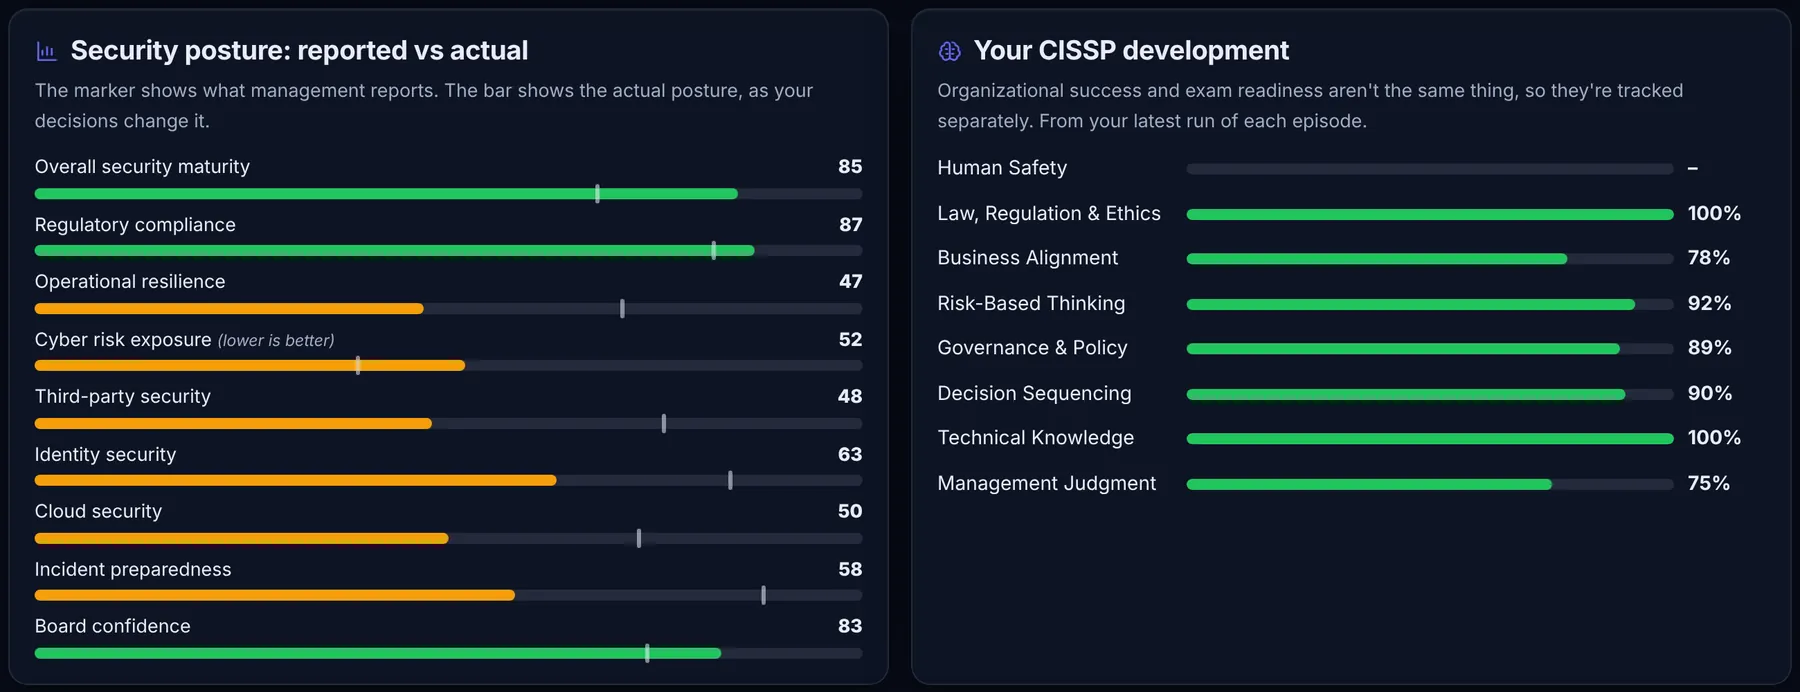 Security posture: reported vs actual
The marker shows what management reports. The bar shows the actual posture, as your
decisions change it.
Overall security maturity 85
Regulatory compliance 87
Operational resilience 47
Cyber risk exposure (lower is better) 52
Third-party security 48
Identity security 63
Cloud security 50
Incident preparedness 58
Board confidence 83
Your CISSP development
Organizational success and exam readiness aren't the same thing, so they're tracked
separately. From your latest run of each episode.
Human Safety –
Law, Regulation & Ethics 100%
Business Alignment 78%
Risk-Based Thinking 92%
Governance & Policy 89%
Decision Sequencing 90%
Technical Knowledge 100%
Management Judgment 75%